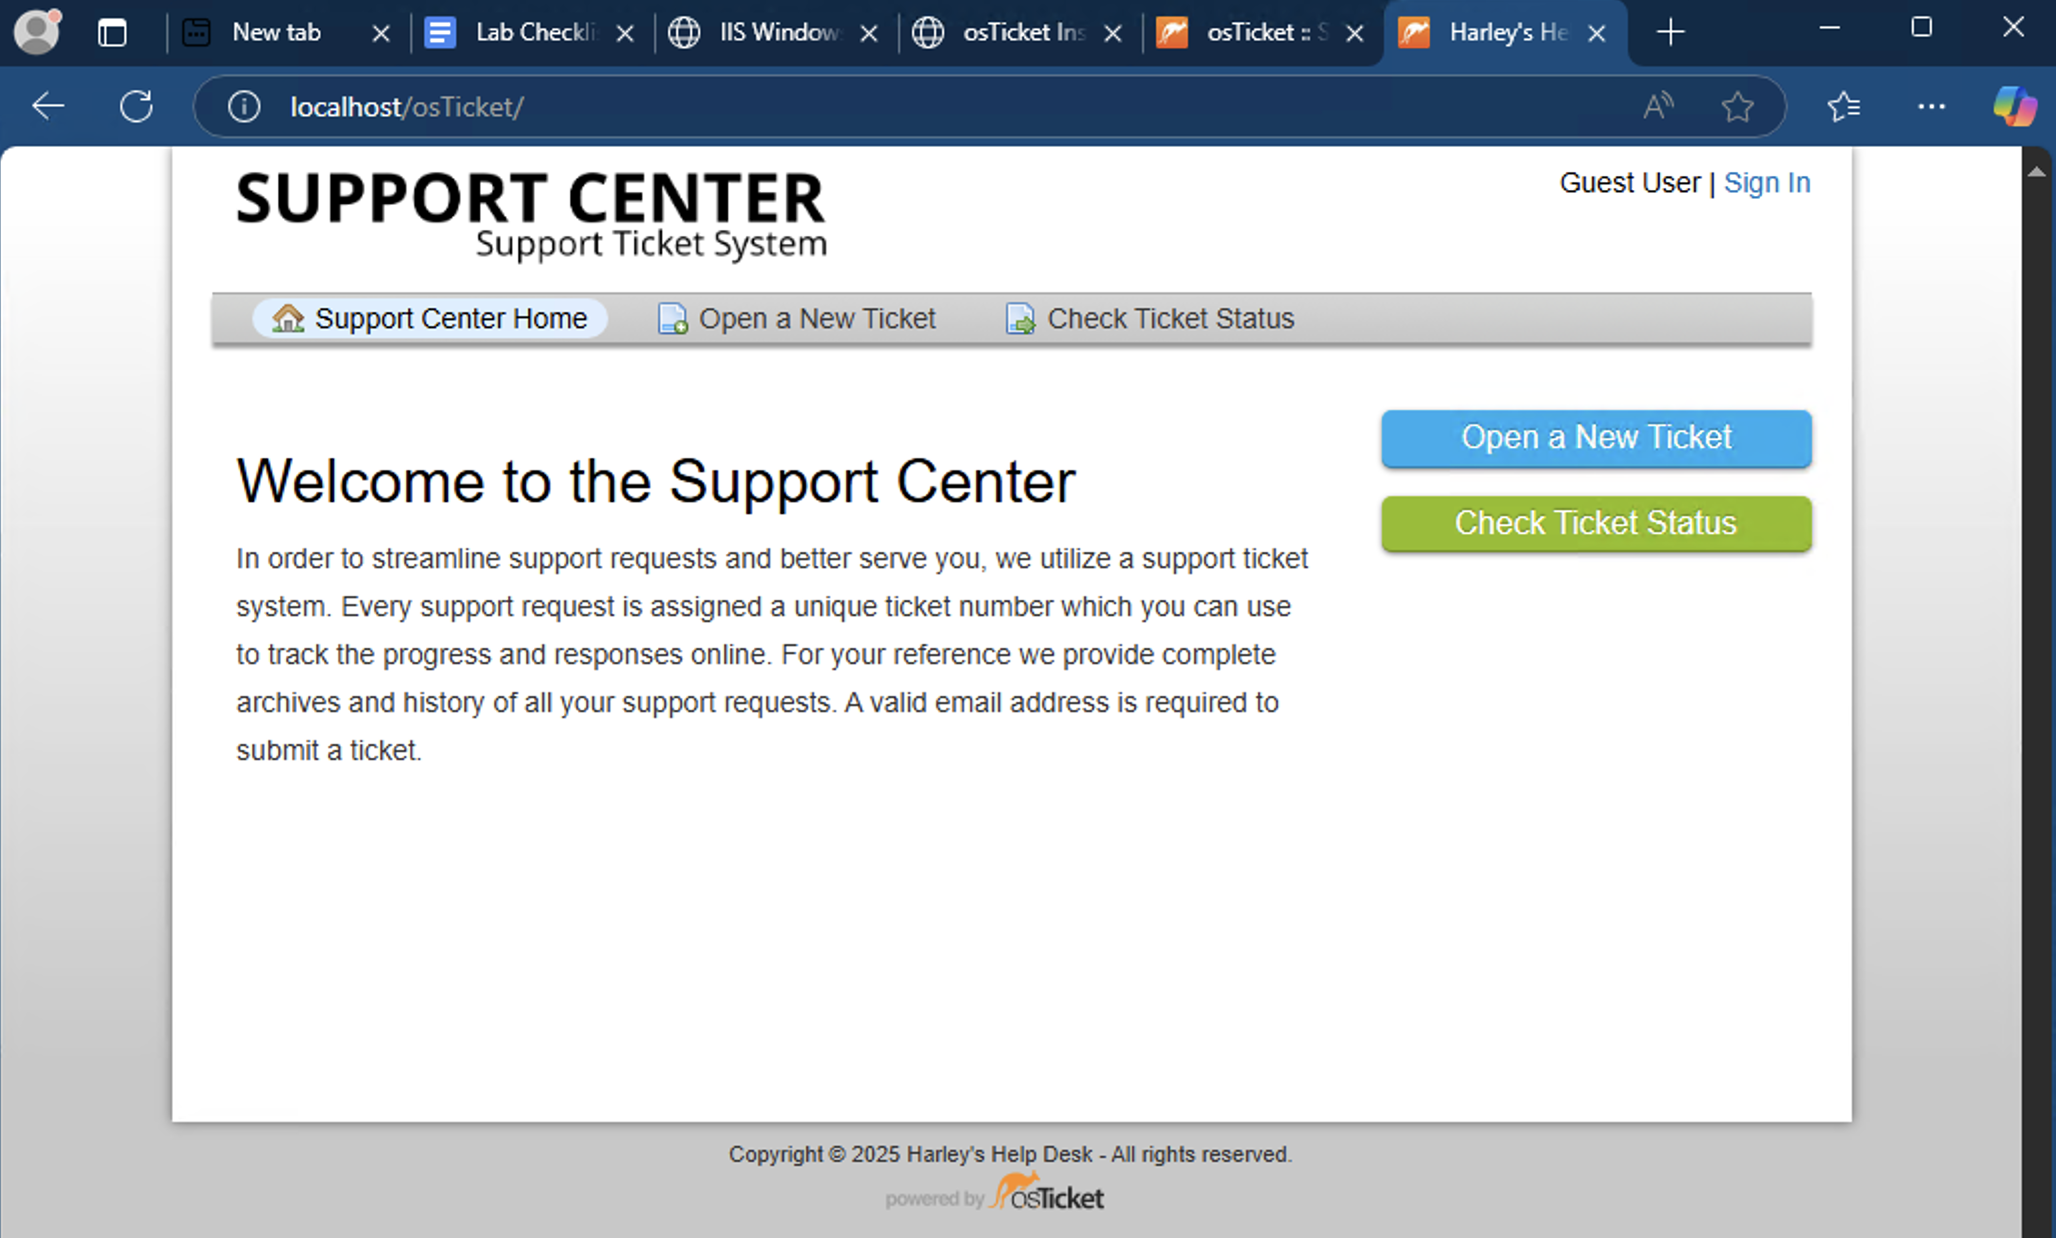 New tab
Lab Checkli
IIS Window
osTicket Ins
osTicket :: S
Harley's He
localhost/osTicket/
SUPPORT CENTER
Support Ticket System
Guest User | Sign In
Support Center Home
Open a New Ticket
Check Ticket Status
Open a New Ticket
Check Ticket Status
Welcome to the Support Center
In order to streamline support requests and better serve you, we utilize a support ticket
system. Every support request is assigned a unique ticket number which you can use
to track the progress and responses online. For your reference we provide complete
archives and history of all your support requests. A valid email address is required to
submit a ticket.
Copyright © 2025 Harley's Help Desk - All rights reserved.
powered by osTicket